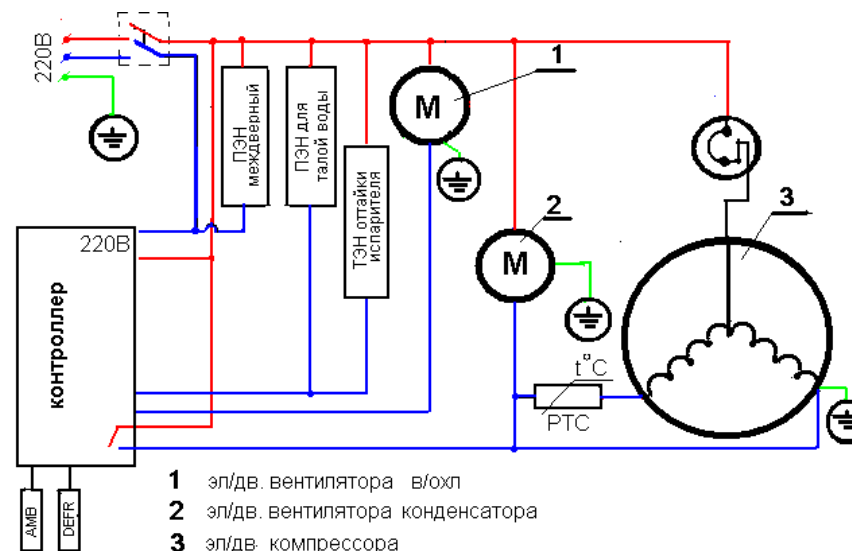 220В
ПЭН
междверный
ПЭН для
талой воды
ТЭН оттайки
испарителя
М
1
М
2
3
220В
контроллер
t°C
РТС
AMB
DEFR
1 эл/дв. вентилятора в/охл
2 эл/дв. вентилятора конденсатора
3 эл/дв. компрессора